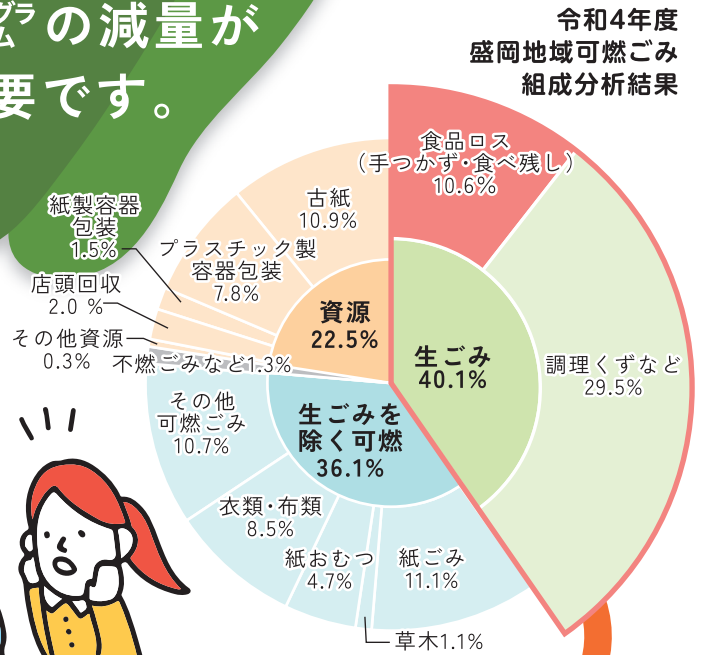 グラ
ム
の減量が
要です。
令和4年度
盛岡地域可燃ごみ
組成分析結果
食品ロス
（手つかず・食べ残し）
10.6%
調理くずなど
29.5%
生ごみ
40.1%
紙ごみ
11.1%
草木1.1%
紙おむつ
4.7%
衣類・布類
8.5%
その他
可燃ごみ
10.7%
生ごみを
除く可燃
36.1%
不燃ごみなど1.3%
その他資源
0.3%
店頭回収
2.0 %
紙製容器
包装
1.5%
プラスチック製
容器包装
7.8%
古紙
10.9%
資源
22.5%